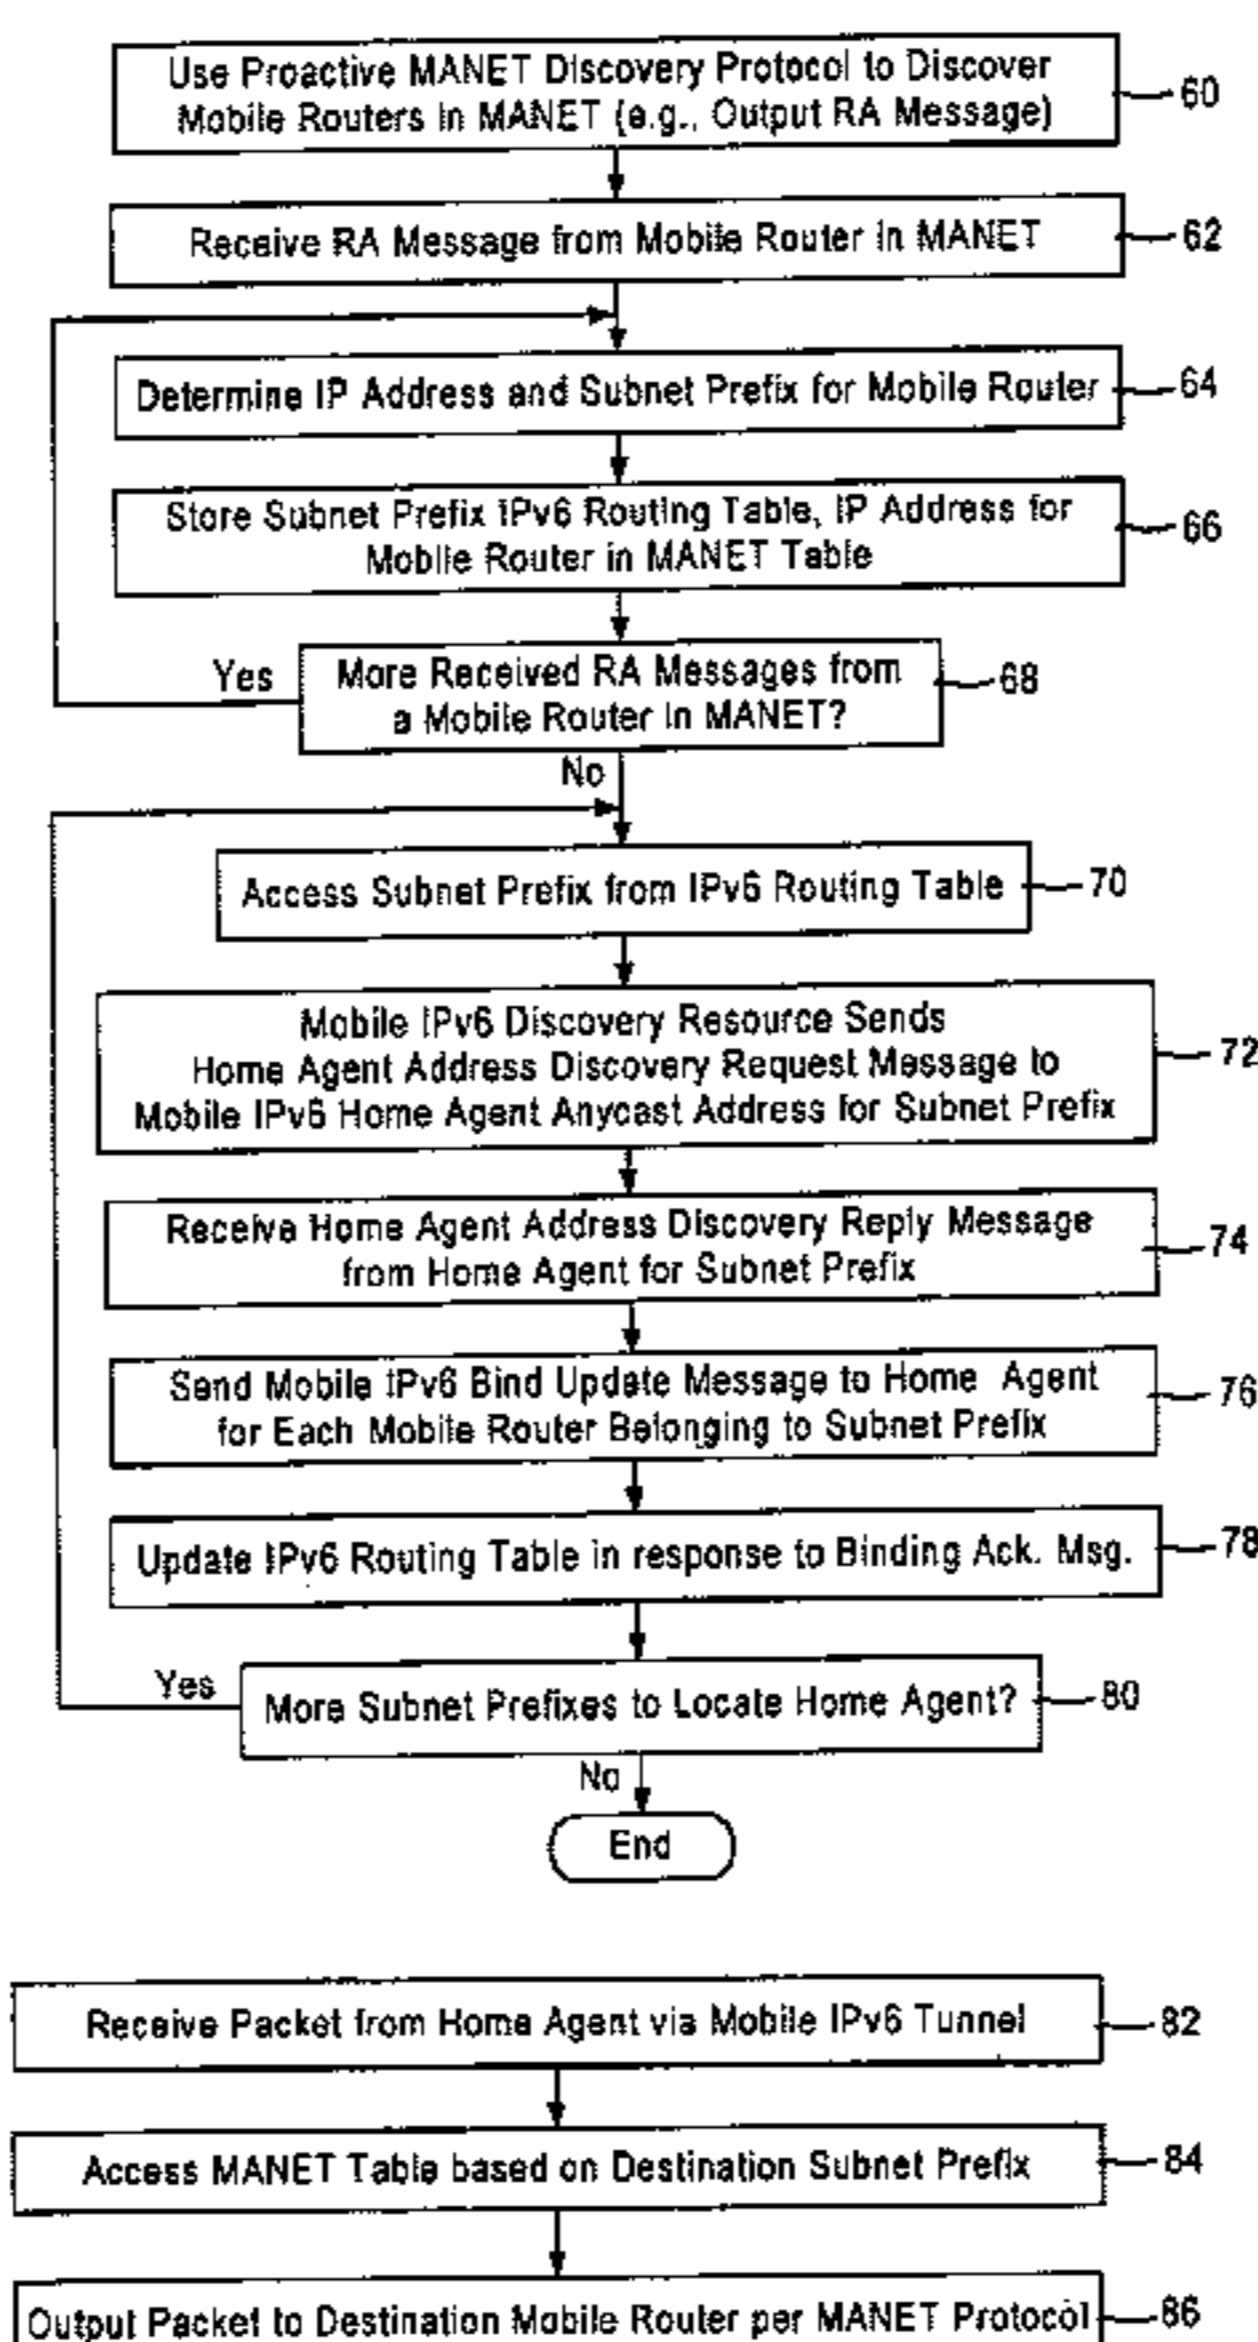 Use Proactive MANET Discovery Protocol to Discover
Mobile Routers in MANET (e.g., Output RA Message)
60
Receive RA Message from Mobile Router in MANET
62
Determine IP Address and Subnet Prefix for Mobile Router
64
Store Subnet Prefix IPv6 Routing Table, IP Address for
Mobile Router in MANET Table
66
Yes
More Received RA Messages from
a Mobile Router in MANET?
68
No
Access Subnet Prefix from IPv6 Routing Table
70
Mobile IPv6 Discovery Resource Sends
Home Agent Address Discovery Request Message to
Mobile IPv6 Home Agent Anycast Address for Subnet Prefix
72
Receive Home Agent Address Discovery Reply Message
from Home Agent for Subnet Prefix
74
Send Mobile IPv6 Bind Update Message to Home Agent
for Each Mobile Router Belonging to Subnet Prefix
76
Update IPv6 Routing Table in response to Binding Ack. Msg.
78
Yes
More Subnet Prefixes to Locate Home Agent?
80
No
End
Receive Packet from Home Agent via Mobile IPv6 Tunnel
82
Access MANET Table based on Destination Subnet Prefix
84
Output Packet to Destination Mobile Router per MANET Protocol
86